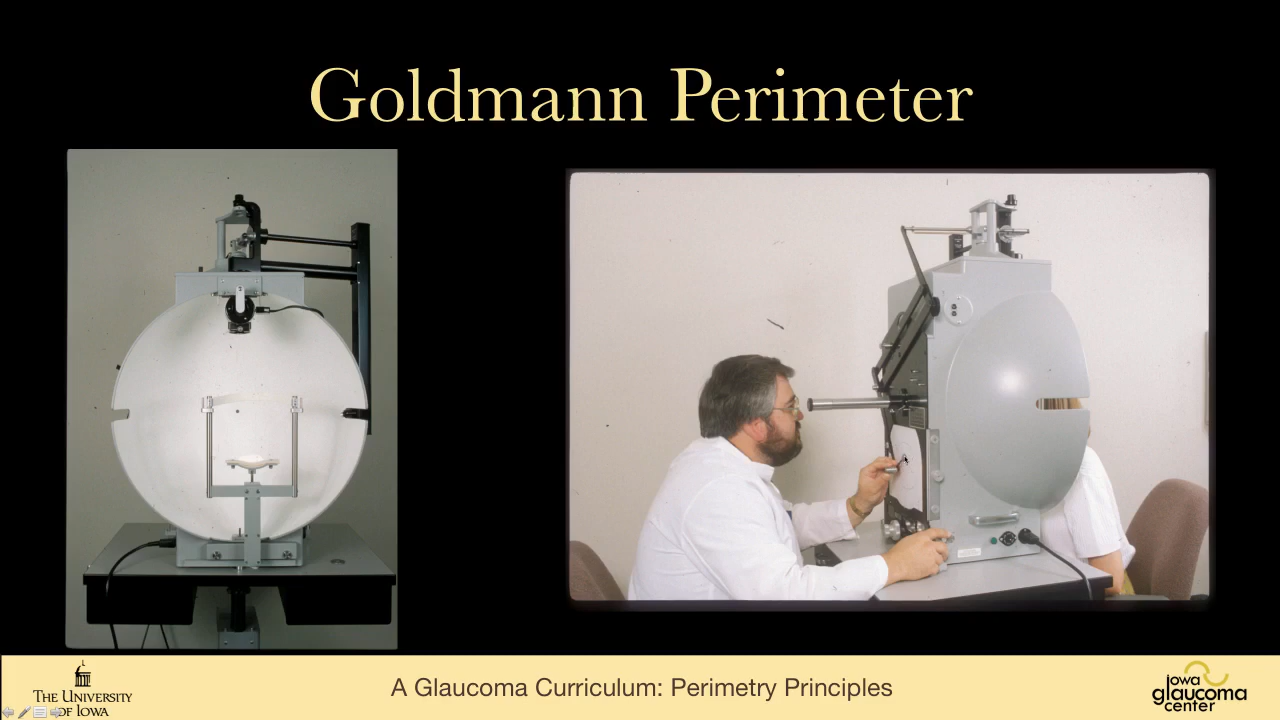 Goldmann Perimeter
A Glaucoma Curriculum: Perimetry Principles
THE UNIVERSITY
OF IOWA
iowa
glaucoma
center